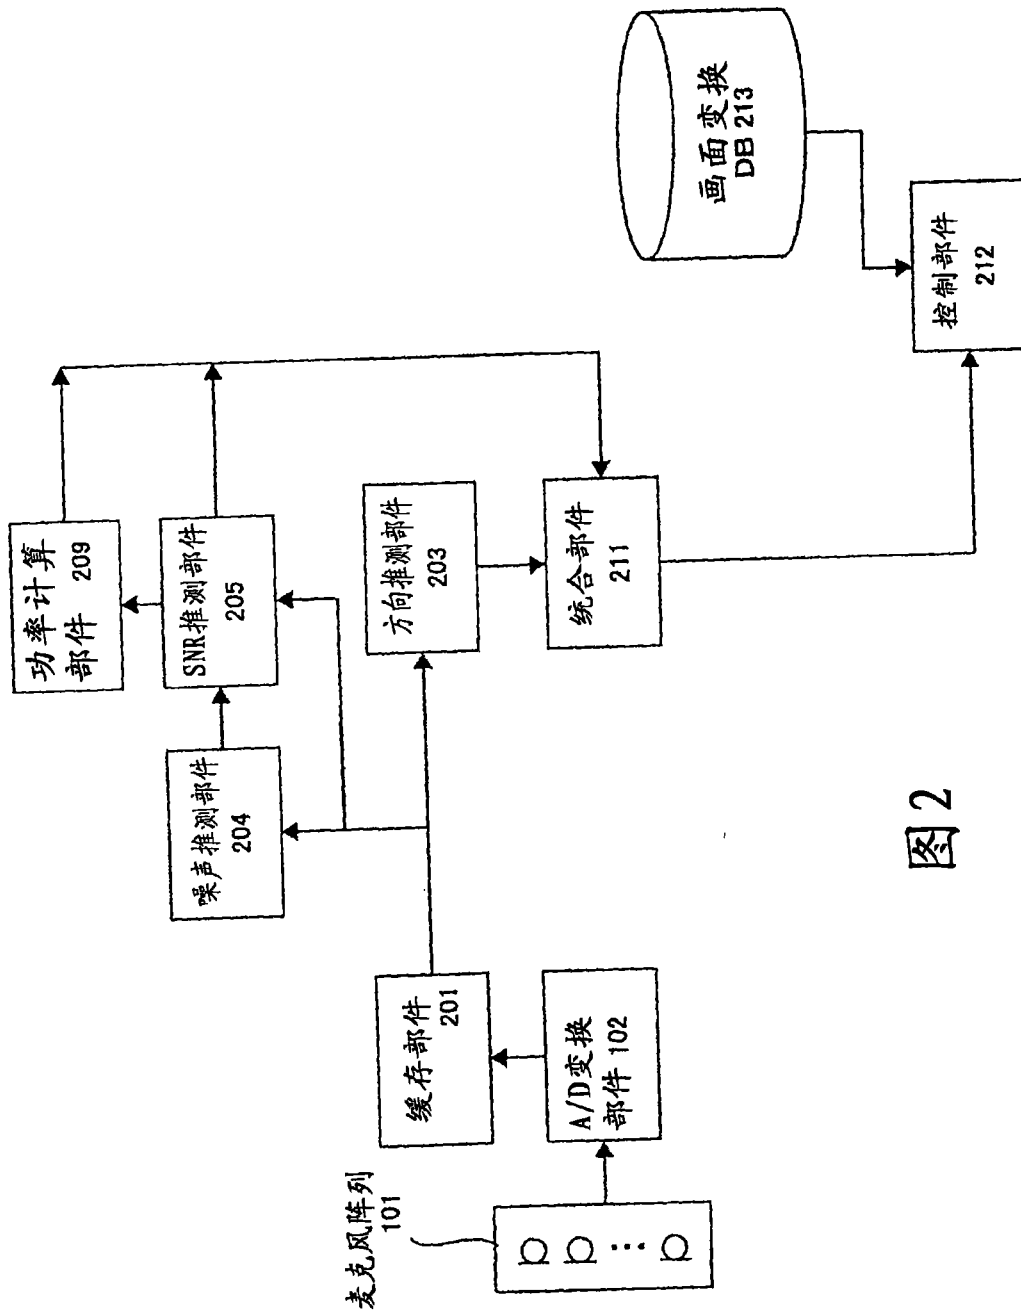 麦克风阵列
101
A/D变换
部件 102
缓存部件
201
噪声推测部件
204
SNR推测部件
205
功率计算
部件 209
方向推测部件
203
统合部件
211
控制部件
212
画面变换
DB 213
图 2